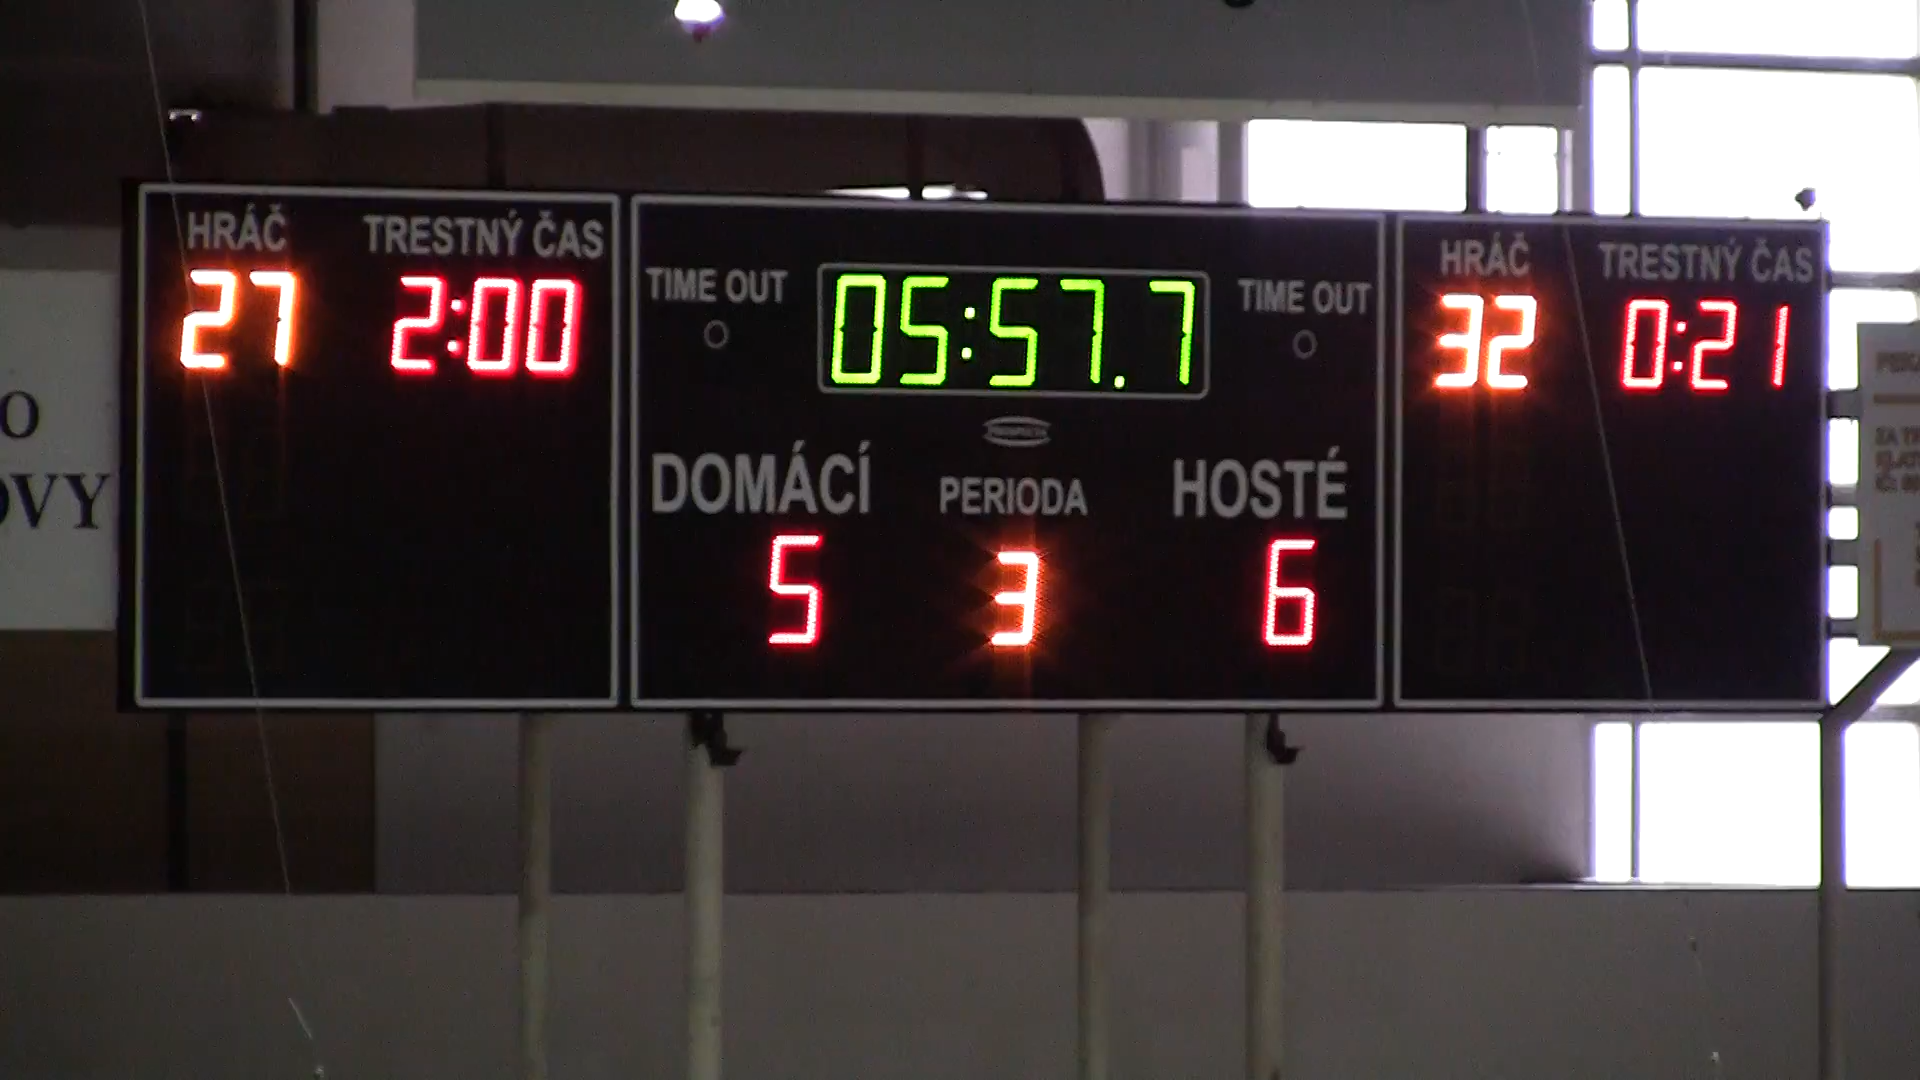 HRÁČ TRESTNÝ ČAS
27 2:00
TIME OUT 05:57.7 TIME OUT
HRÁČ TRESTNÝ ČAS
32 0:21
DOMÁCÍ PERIODA HOSTÉ
5 3 6
O
OVY